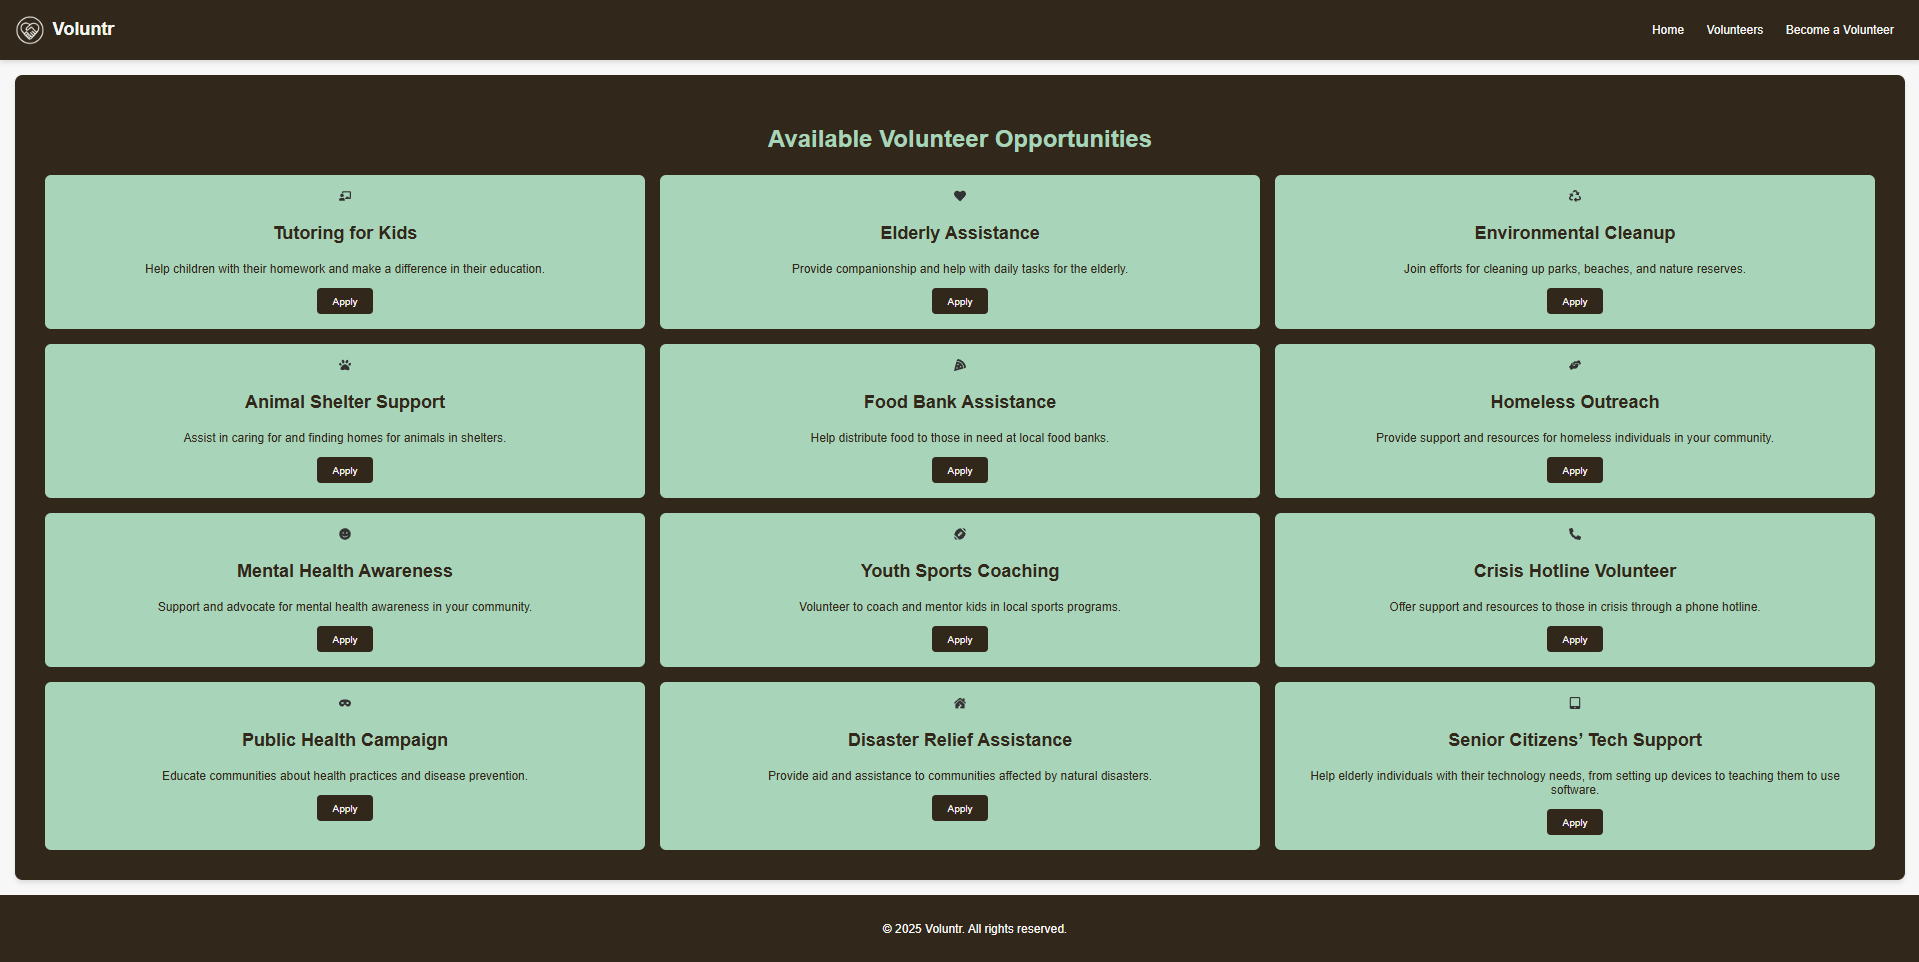 Voluntr
Home
Volunteers
Become a Volunteer
Available Volunteer Opportunities
Tutoring for Kids
Help children with their homework and make a difference in their education.
Apply
Elderly Assistance
Provide companionship and help with daily tasks for the elderly.
Apply
Environmental Cleanup
Join efforts for cleaning up parks, beaches, and nature reserves.
Apply
Animal Shelter Support
Assist in caring for and finding homes for animals in shelters.
Apply
Food Bank Assistance
Help distribute food to those in need at local food banks.
Apply
Homeless Outreach
Provide support and resources for homeless individuals in your community.
Apply
Mental Health Awareness
Support and advocate for mental health awareness in your community.
Apply
Youth Sports Coaching
Volunteer to coach and mentor kids in local sports programs.
Apply
Crisis Hotline Volunteer
Offer support and resources to those in crisis through a phone hotline.
Apply
Public Health Campaign
Educate communities about health practices and disease prevention.
Apply
Disaster Relief Assistance
Provide aid and assistance to communities affected by natural disasters.
Apply
Senior Citizens’ Tech Support
Help elderly individuals with their technology needs, from setting up devices to teaching them to use
software.
Apply
© 2025 Voluntr. All rights reserved.